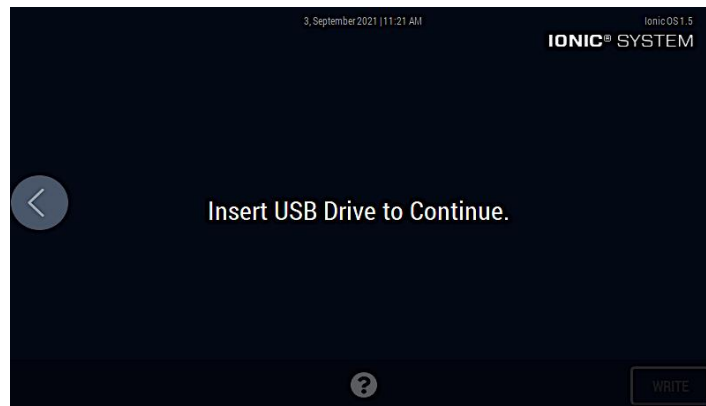 3, September 2021 | 11:21 AM
Ionic OS 1.5
IONIC® SYSTEM
Insert USB Drive to Continue.
?
WRITE